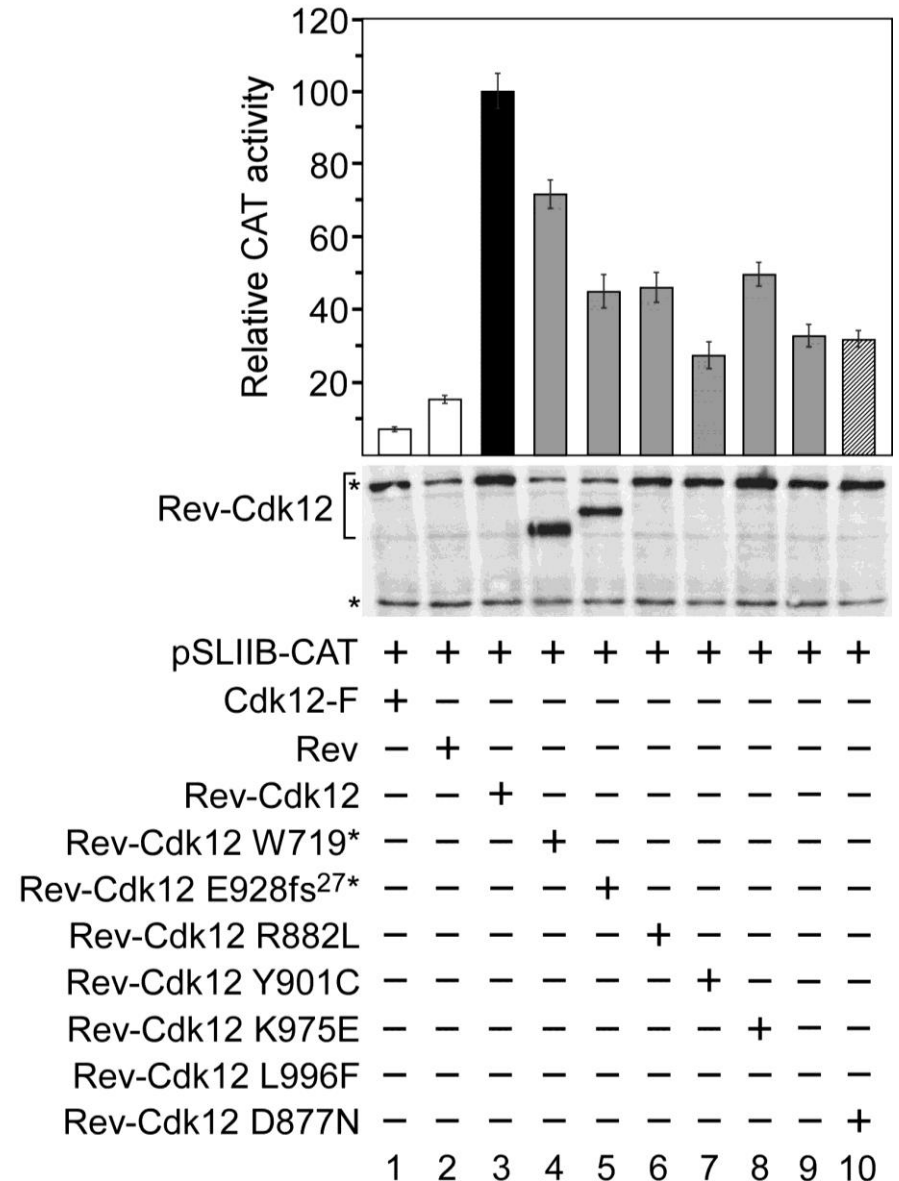 120
100
80
60
40
20
Relative CAT activity
Rev-Cdk12
*
*
pSLIIB-CAT + + + + + + + + + +
Cdk12-F + – – – – – – – – –
Rev – + – – – – – – – –
Rev-Cdk12 – – + – – – – – – –
Rev-Cdk12 W719* – – – + – – – – – –
Rev-Cdk12 E928fs²⁷* – – – – + – – – – –
Rev-Cdk12 R882L – – – – – + – – – –
Rev-Cdk12 Y901C – – – – – – + – – –
Rev-Cdk12 K975E – – – – – – – + – –
Rev-Cdk12 L996F – – – – – – – – – –
Rev-Cdk12 D877N – – – – – – – – – +
1 2 3 4 5 6 7 8 9 10